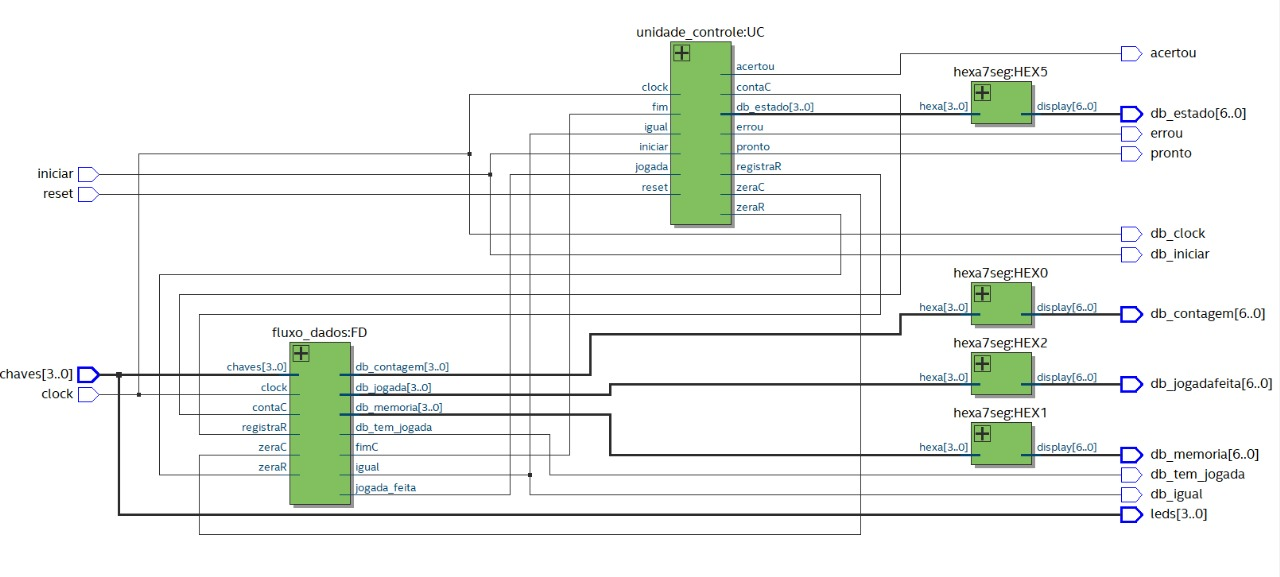 unidade_controle:UC
acertou
acertou
hexa7seg:HEX5
clock
contaC
fim
db_estado[3..0]
hexa[3..0]
display[6..0]
db_estado[6..0]
igual
errou
errou
iniciar
pronto
pronto
jogada
registraR
iniciar
reset
zeraC
reset
zeraR
db_clock
db_iniciar
hexa7seg:HEX0
hexa[3..0]
display[6..0]
db_contagem[6..0]
fluxo_dados:FD
hexa7seg:HEX2
chaves[3..0]
chaves[3..0]
db_contagem[3..0]
hexa[3..0]
display[6..0]
db_jogadafeita[6..0]
clock
clock
db_jogada[3..0]
contaC
db_memoria[3..0]
hexa7seg:HEX1
registraR
db_tem_jogada
zeraC
fimC
hexa[3..0]
display[6..0]
db_memoria[6..0]
zeraR
igual
db_tem_jogada
jogada_feita
db_igual
leds[3..0]